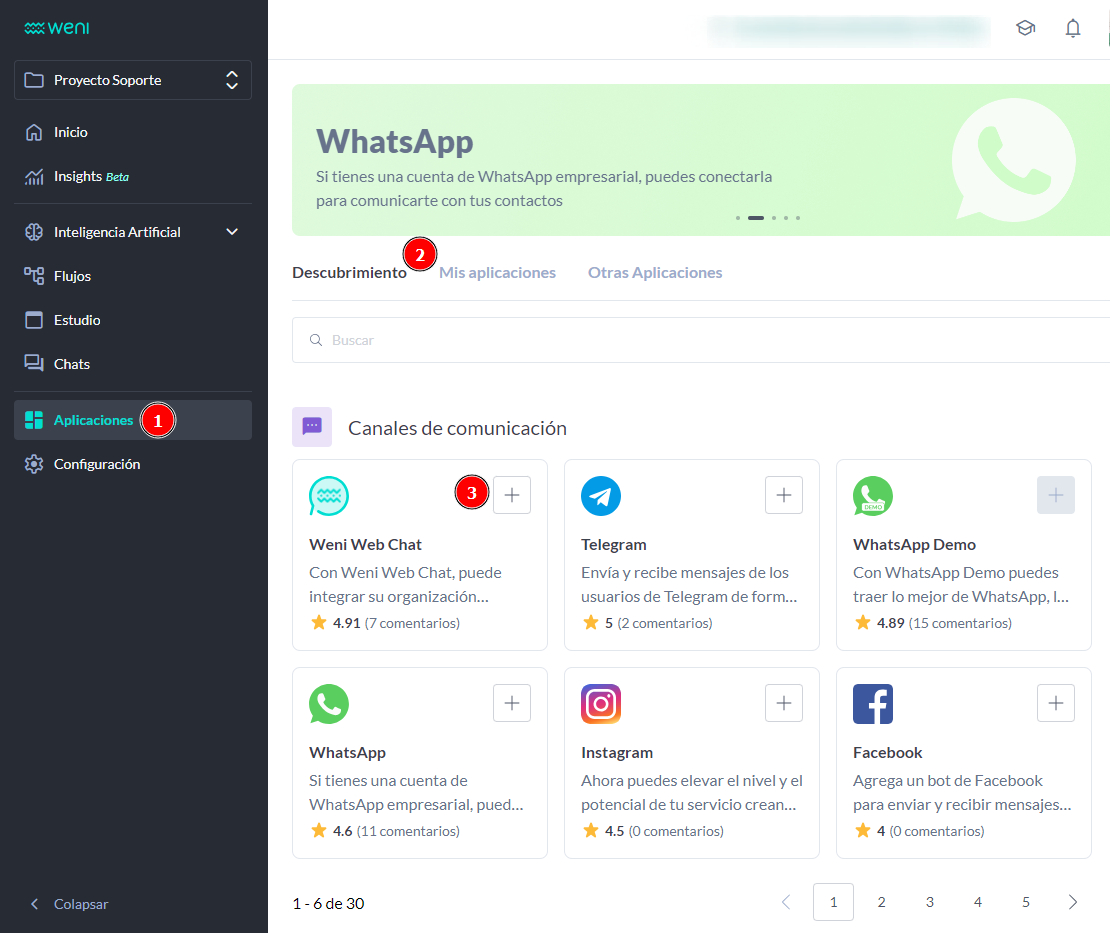 weni
Proyecto Soporte
Inicio
Insights Beta
Inteligencia Artificial
Flujos
Estudio
Chats
Aplicaciones 1
Configuración
Colapsar
WhatsApp
Si tienes una cuenta de WhatsApp empresarial, puedes conectarla
para comunicarte con tus contactos
2
Descubrimiento Mis aplicaciones Otras Aplicaciones
Buscar
Canales de comunicación
3
Weni Web Chat
Con Weni Web Chat, puede
integrar su organización...
4.91 (7 comentarios)
Telegram
Envía y recibe mensajes de los
usuarios de Telegram de form...
5 (2 comentarios)
DEMO
WhatsApp Demo
Con WhatsApp Demo puedes
traer lo mejor de WhatsApp, l...
4.89 (15 comentarios)
WhatsApp
Si tienes una cuenta de
WhatsApp empresarial, pued...
4.6 (11 comentarios)
Instagram
Ahora puedes elevar el nivel y el
potencial de tu servicio crean...
4.5 (0 comentarios)
Facebook
Agrega un bot de Facebook
para enviar y recibir mensajes...
4 (0 comentarios)
1 - 6 de 30
1 2 3 4 5